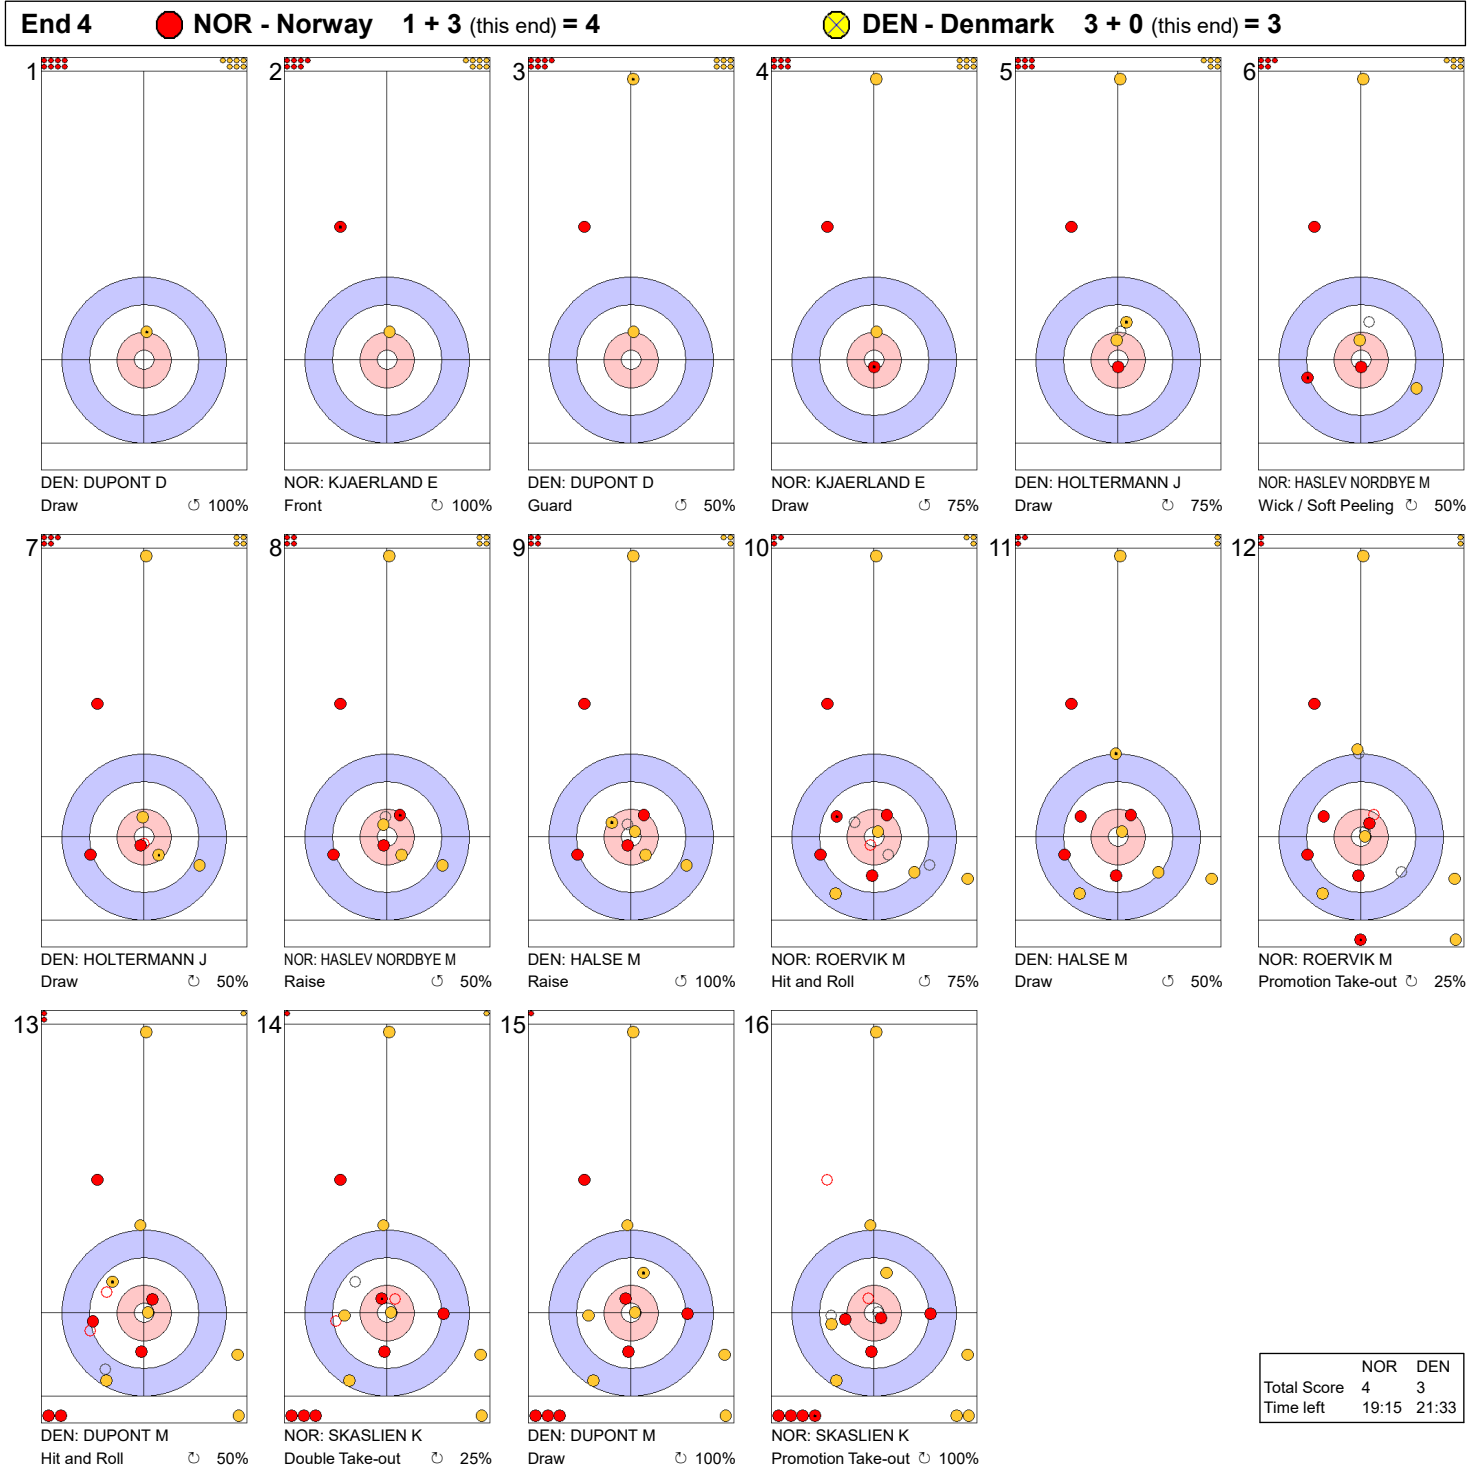 End 4 NOR - Norway 1 + 3 (this end) = 4 DEN - Denmark 3 + 0 (this end) = 3
1 2 3 4 5 6
DEN: DUPONT D NOR: KJAERLAND E DEN: DUPONT D NOR: KJAERLAND E DEN: HOLTERMANN J NOR: HASLEV NORDBYE M
Draw ↺ 100% Front ↻ 100% Guard ↺ 50% Draw ↺ 75% Draw ↺ 75% Wick / Soft Peeling ↻ 50%
7 8 9 10 11 12
DEN: HOLTERMANN J NOR: HASLEV NORDBYE M DEN: HALSE M NOR: ROERVIK M DEN: HALSE M NOR: ROERVIK M
Draw ↻ 50% Raise ↺ 50% Raise ↻ 100% Hit and Roll ↺ 75% Draw ↺ 50% Promotion Take-out ↻ 25%
13 14 15 16
DEN: DUPONT M NOR: SKASLIEN K DEN: DUPONT M NOR: SKASLIEN K
Hit and Roll ↻ 50% Double Take-out ↻ 25% Draw ↻ 100% Promotion Take-out ↻ 100%
NOR DEN
Total Score 4 3
Time left 19:15 21:33